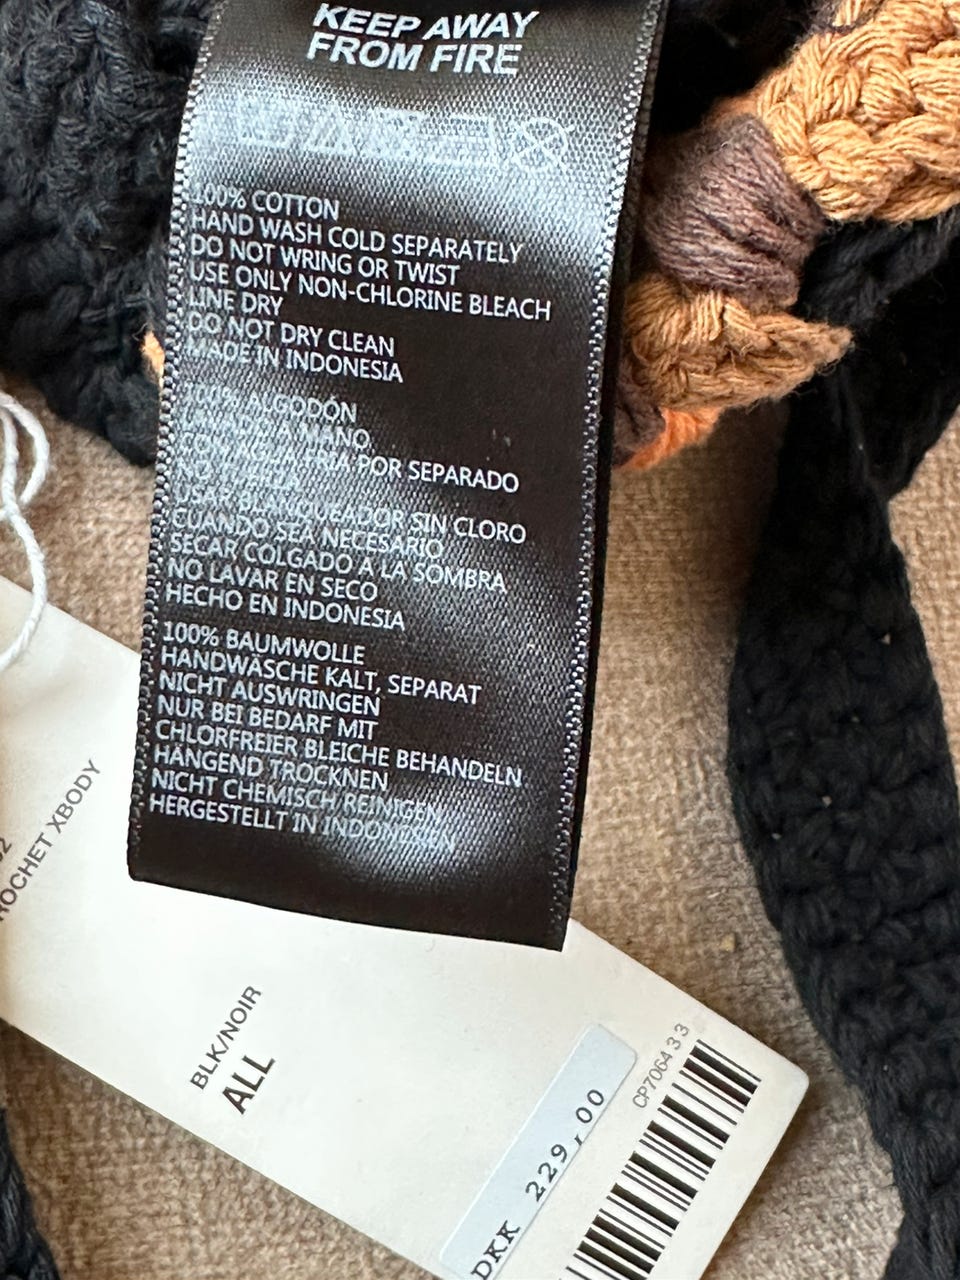 KEEP AWAY
FROM FIRE
100% COTTON
HAND WASH COLD SEPARATELY
DO NOT WRING OR TWIST
USE ONLY NON-CHLORINE BLEACH
LINE DRY
DO NOT DRY CLEAN
MADE IN INDONESIA
100% ALGODÓN
A MANO
POR SEPARADO
USAR BLANQUEADOR SIN CLORO
CUANDO SEA NECESARIO
SECAR COLGADO A LA SOMBRA
NO LAVAR EN SECO
HECHO EN INDONESIA
100% BAUMWOLLE
HANDWÄSCHE KALT, SEPARAT
NICHT AUSWRINGEN
NUR BEI BEDARF MIT
CHLORFREIER BLEICHE BEHANDELN
HÄNGEND TROCKNEN
NICHT CHEMISCH REINIGEN
HERGESTELLT IN INDONESIEN
XBODY
BLK/NOIR
ALL
DKK 229,00
CP7064 3 3